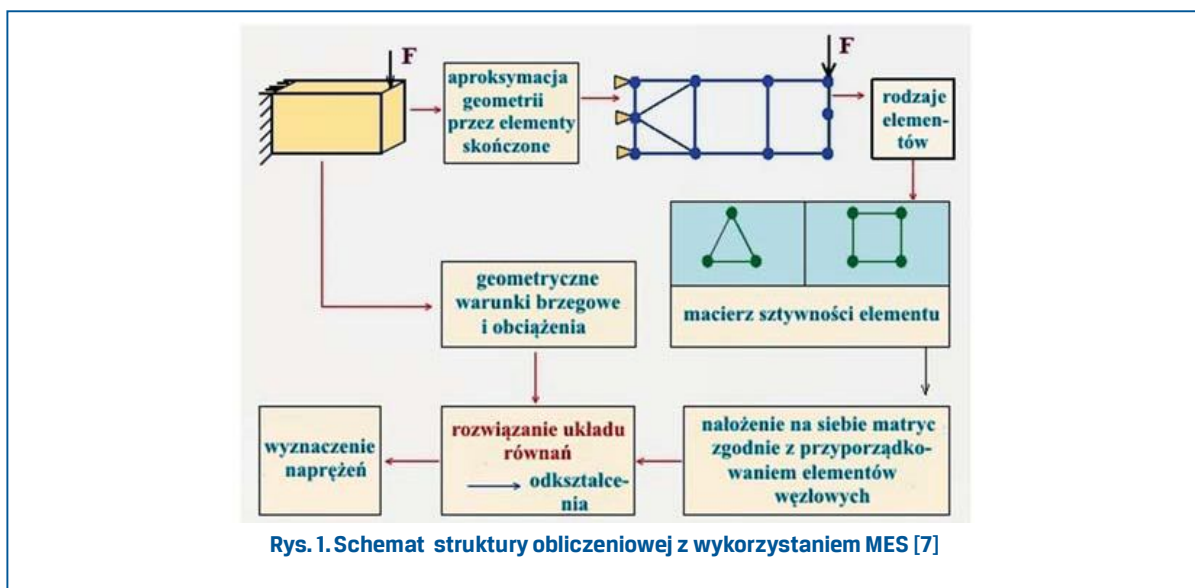 F
aproksymacja
geometrii
przez elementy
skończone
F
rodzaje
elemen-
tów
macierz sztywności elementu
geometryczne
warunki brzegowe
i obciążenia
wyznaczenie
naprężeń
rozwiązanie układu
równań
odkształce-
nia
nałożenie na siebie matryc
zgodnie z przyporządko-
waniem elementów
węzłowych
Rys. 1. Schemat struktury obliczeniowej z wykorzystaniem MES [7]